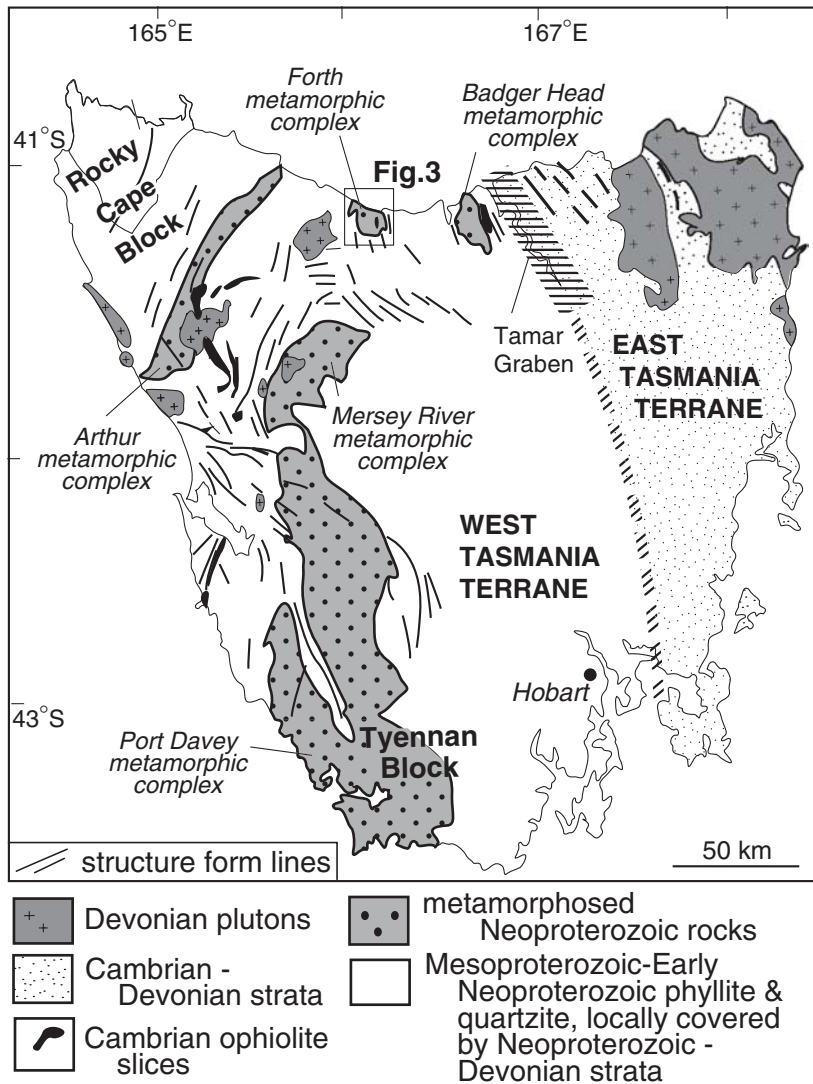 165°E
167°E
41°S
43°S
Forth
metamorphic
complex
Badger Head
metamorphic
complex
Fig.3
Rocky
Cape
Block
Tamar
Graben
EAST
TASMANIA
TERRANE
Arthur
metamorphic
complex
Mersey River
metamorphic
complex
WEST
TASMANIA
TERRANE
Hobart
Port Davey
metamorphic
complex
Tyennan
Block
structure form lines
50 km
Devonian plutons
Cambrian -
Devonian strata
Cambrian ophiolite
slices
metamorphosed
Neoproterozoic rocks
Mesoproterozoic-Early
Neoproterozoic phyllite &
quartzite, locally covered
by Neoproterozoic -
Devonian strata